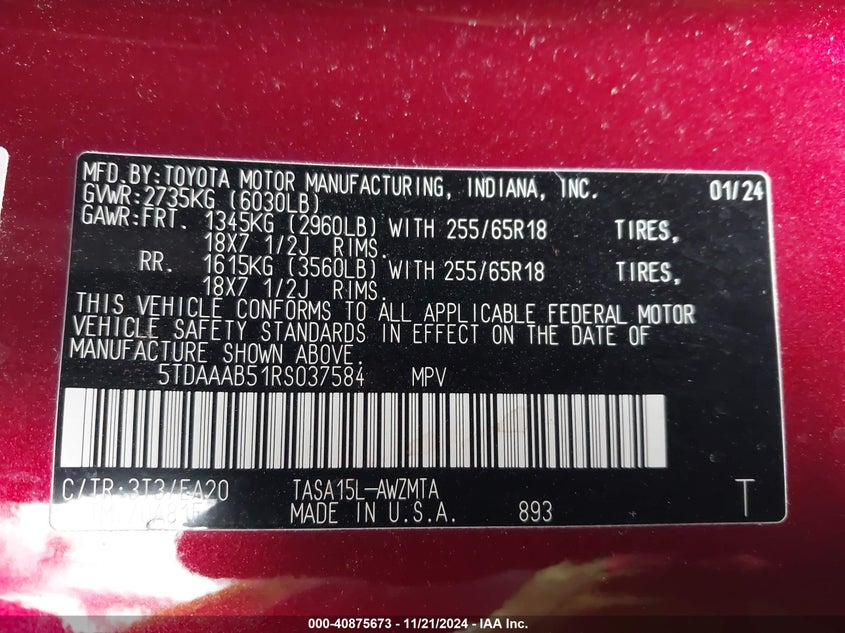 MFD.BY:TOYOTA MOTOR MANUFACTURING, INDIANA, INC. 01/24
GVWR:2735KG (6030LB)
GAWR:FRT. 1345KG (2960LB) WITH 255/65R18 TIRES,
18X7 1/2J RIMS.
RR. 1615KG (3560LB) WITH 255/65R18 TIRES,
18X7 1/2J RIMS.
THIS VEHICLE CONFORMS TO ALL APPLICABLE FEDERAL MOTOR
VEHICLE SAFETY STANDARDS IN EFFECT ON THE DATE OF
MANUFACTURE SHOWN ABOVE.
5TDAAAB51RS037584 MPV
C/TR:3T3/EA20 TASA15L-AWZMTA T
MADE IN U.S.A. 893
000-40875673 - 11/21/2024 - IAA Inc.